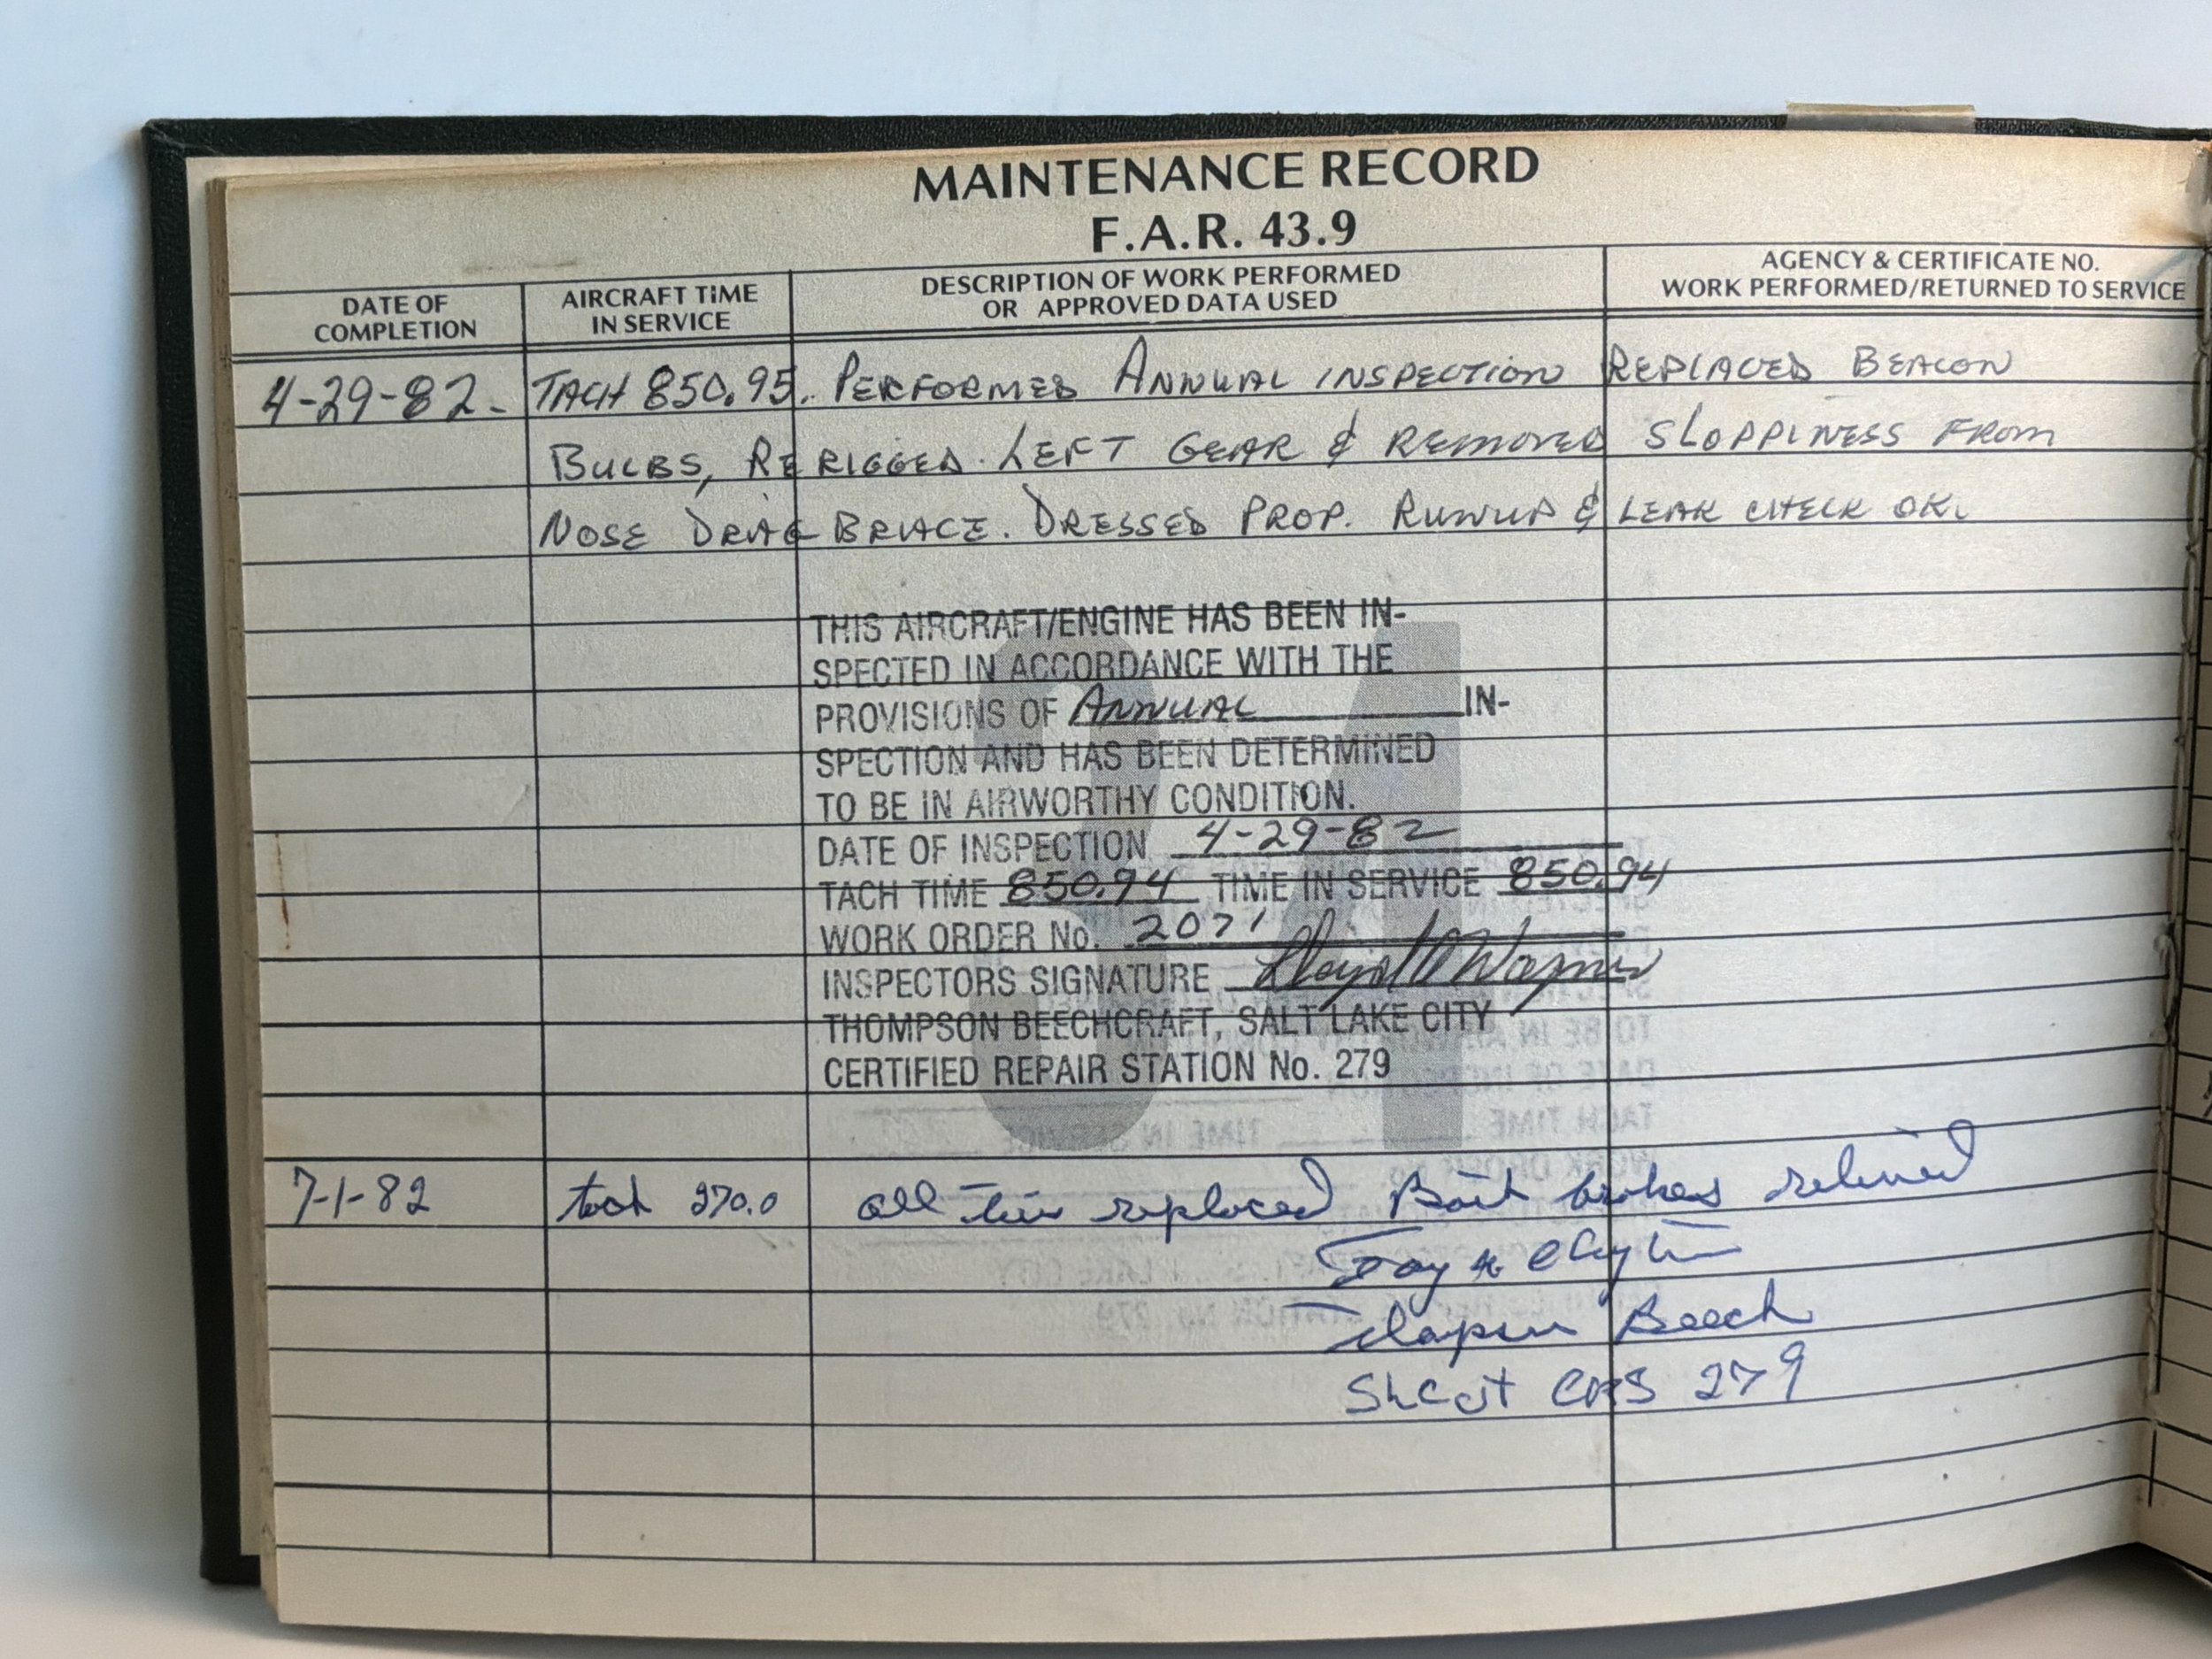 MAINTENANCE RECORD
F.A.R. 43.9
DATE OF COMPLETION
AIRCRAFT TIME IN SERVICE
DESCRIPTION OF WORK PERFORMED OR APPROVED DATA USED
AGENCY & CERTIFICATE NO. WORK PERFORMED/RETURNED TO SERVICE
4-29-82. TACH 850.95. PERFORMED ANNUAL INSPECTION REPLACED BEACON
BULBS, RERIGGED LEFT GEAR & REMOVED SLOPPINESS FROM
NOSE DRAG BRACE. DRESSED PROP. RUNUP & LEAK CHECK OK.
THIS AIRCRAFT/ENGINE HAS BEEN IN-
SPECTED IN ACCORDANCE WITH THE
PROVISIONS OF ANNUAL IN-
SPECTION AND HAS BEEN DETERMINED
TO BE IN AIRWORTHY CONDITION.
DATE OF INSPECTION 4-29-82
TACH TIME 850.94 TIME IN SERVICE 850.94
WORK ORDER No. 2071
INSPECTORS SIGNATURE Lloyd Wagner
THOMPSON BEECHCRAFT, SALT LAKE CITY
CERTIFIED REPAIR STATION No. 279
7-1-82 tach 270.0 all replaced brakes relined
Beech
SLC CRS 279